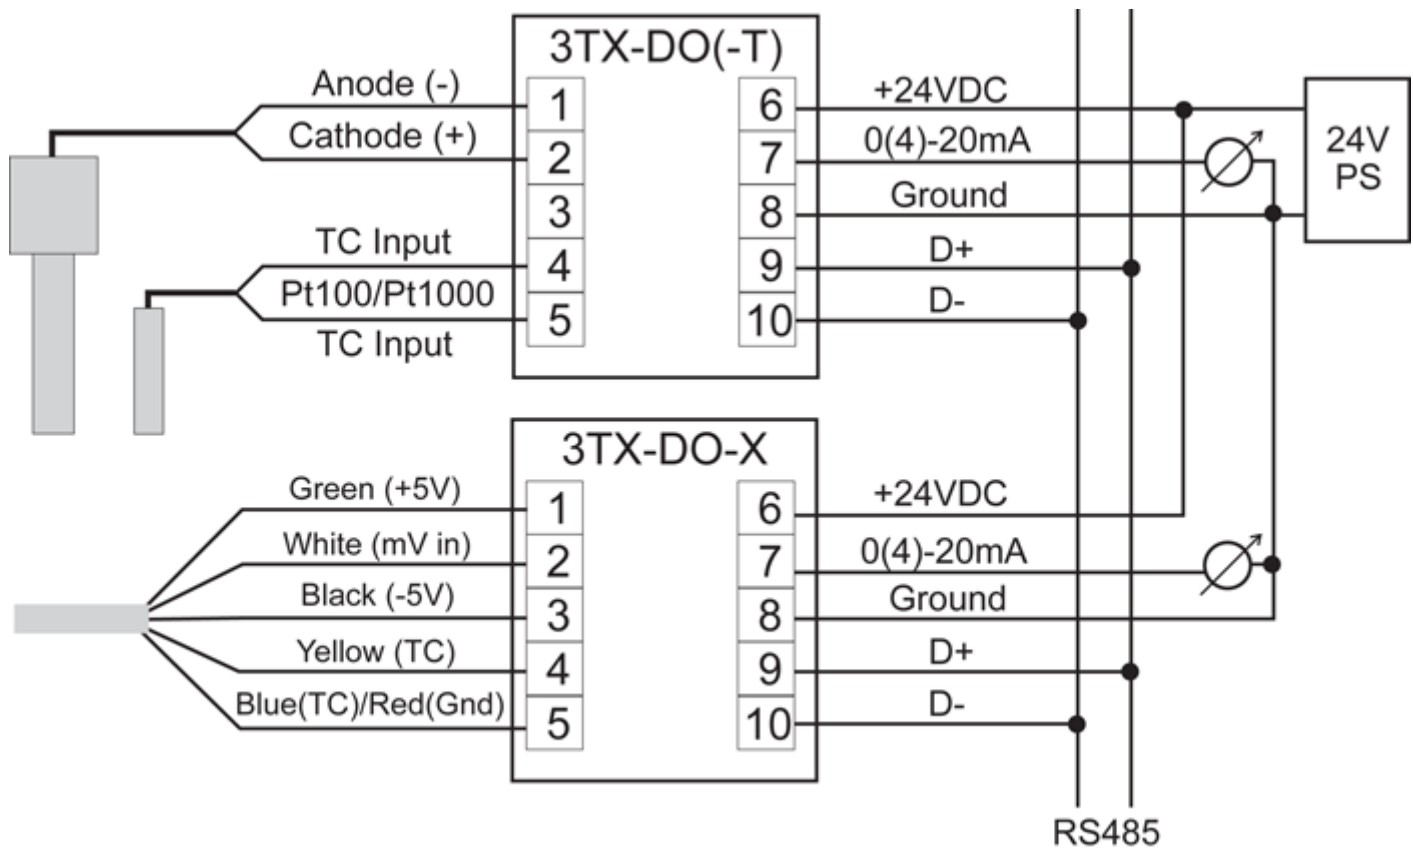 3TX-DO(-T)
Anode (-)
1
6
+24VDC
Cathode (+)
2
7
0(4)-20mA
24V
PS
3
8
Ground
TC Input
4
9
D+
Pt100/Pt1000
5
10
D-
TC Input
3TX-DO-X
Green (+5V)
1
6
+24VDC
White (mV in)
2
7
0(4)-20mA
Black (-5V)
3
8
Ground
Yellow (TC)
4
9
D+
Blue(TC)/Red(Gnd)
5
10
D-
RS485